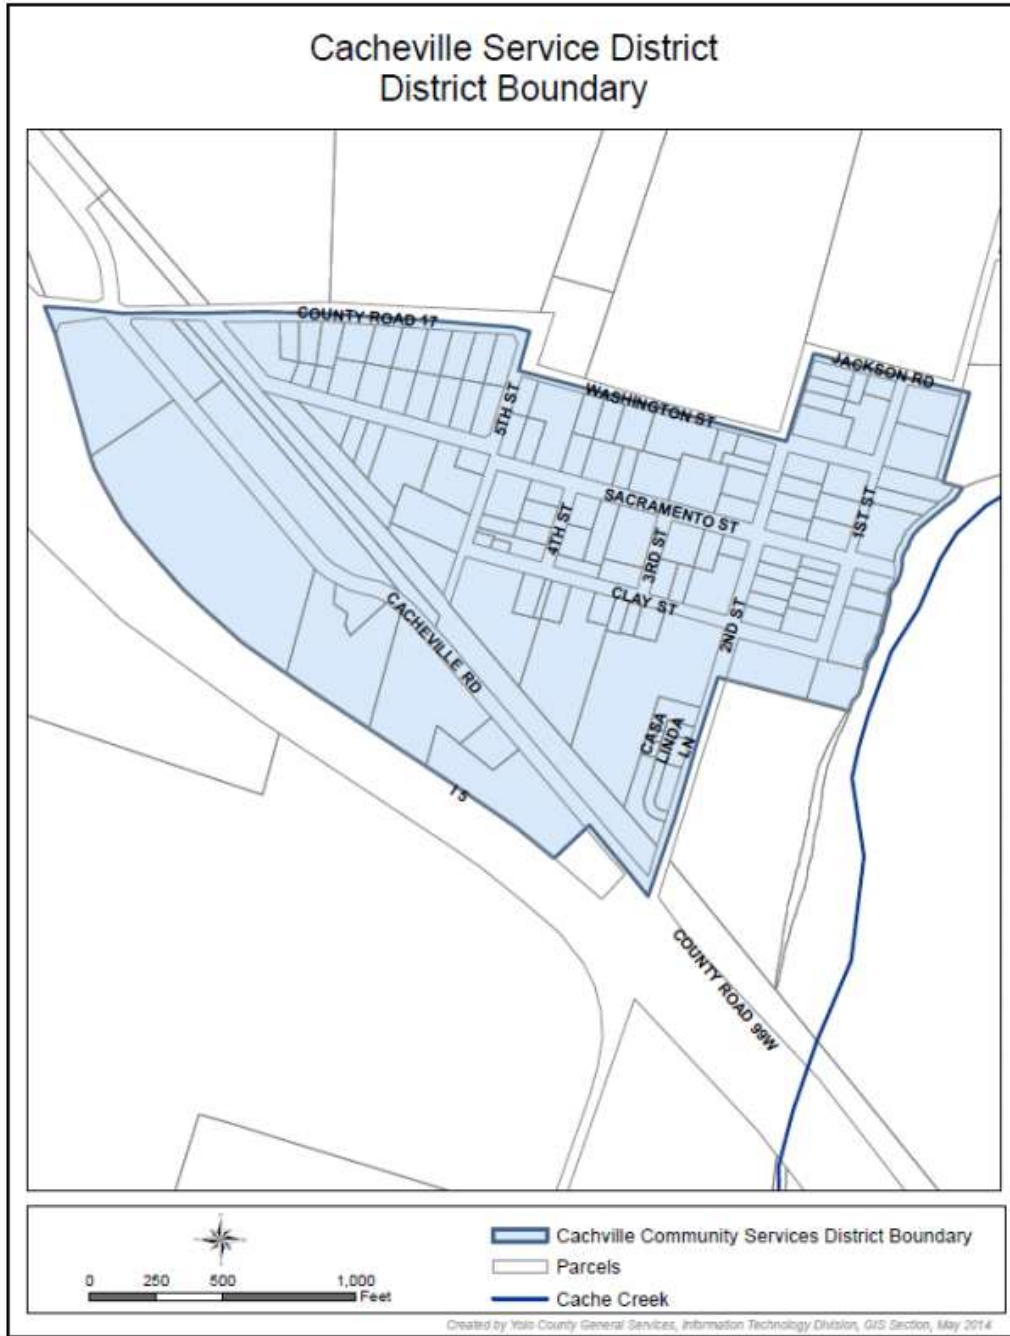 Cacheville Service District
District Boundary
COUNTY ROAD 17
JACKSON RD
WASHINGTON ST
5TH ST
SACRAMENTO ST
1ST ST
4TH ST
3RD ST
CLAY ST
CACHEVILLE RD
2ND ST
CASA
LINDA
LN
I 5
COUNTY ROAD 99W
Cachville Community Services District Boundary
Parcels
Cache Creek
0 250 500 1,000
Feet
Created by Yolo County General Services, Information Technology Division, GIS Section, May 2014